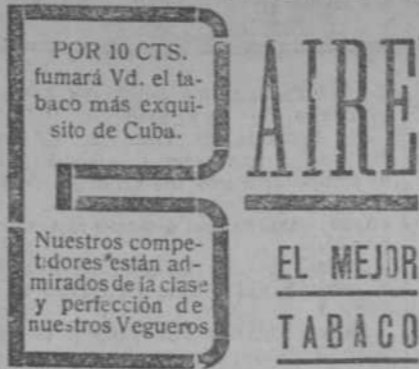 POR 10 CTS.
fumará Vd. el ta-
baco más exqui-
sito de Cuba.
Nuestros compe-
tidores están ad-
mirados de la clase
y perfección de
nuestros Vegueros
BAIRE
EL MEJOR
TABACO